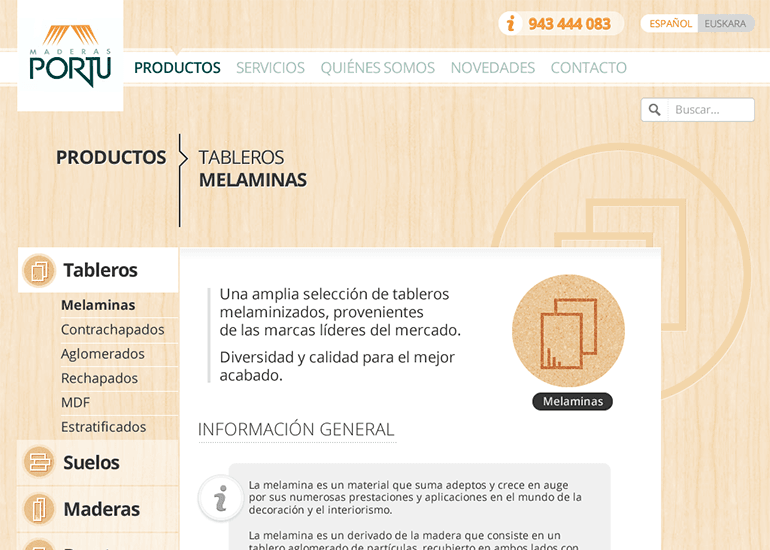 943 444 083
ESPAÑOL EUSKARA
MADERAS
PORTU
PRODUCTOS SERVICIOS QUIÉNES SOMOS NOVEDADES CONTACTO
Buscar...
PRODUCTOS
TABLEROS
MELAMINAS
Tableros
Melaminas
Contrachapados
Aglomerados
Rechapados
MDF
Estratificados
Suelos
Maderas
Una amplia selección de tableros
melaminizados, provenientes
de las marcas líderes del mercado.
Diversidad y calidad para el mejor
acabado.
Melaminas
INFORMACIÓN GENERAL
La melamina es un material que suma adeptos y crece en auge
por sus numerosas prestaciones y aplicaciones en el mundo de la
decoración y el interiorismo.
La melamina es un derivado de la madera que consiste en un
tablero aglomerado de partículas, recubierto en ambos lados con